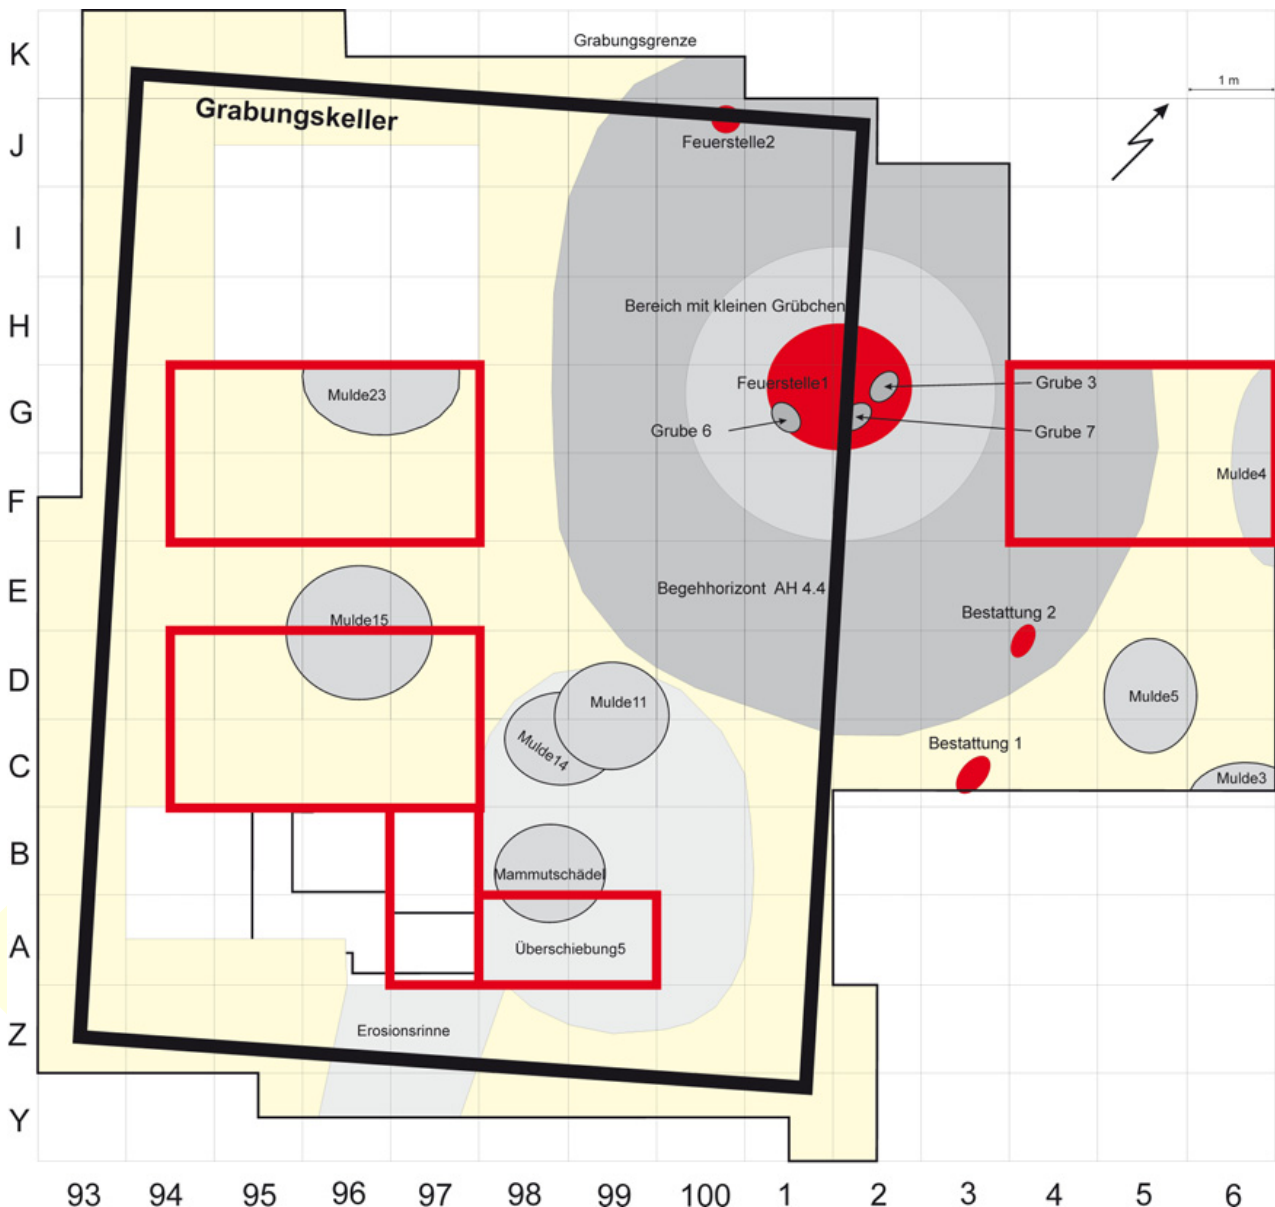 K
Grabungsgrenze
1 m
Grabungskeller
J
Feuerstelle2
I
Bereich mit kleinen Grübchen
H
Feuerstelle1
Grube 3
Mulde23
G
Grube 6
Grube 7
Mulde4
F
E
Begehhorizont AH 4.4
Bestattung 2
Mulde15
D
Mulde11
Mulde5
Mulde14
Bestattung 1
C
Mulde3
B
Mammutschädel
A
Überschiebung5
Z
Erosionsrinne
Y
93 94 95 96 97 98 99 100 1 2 3 4 5 6